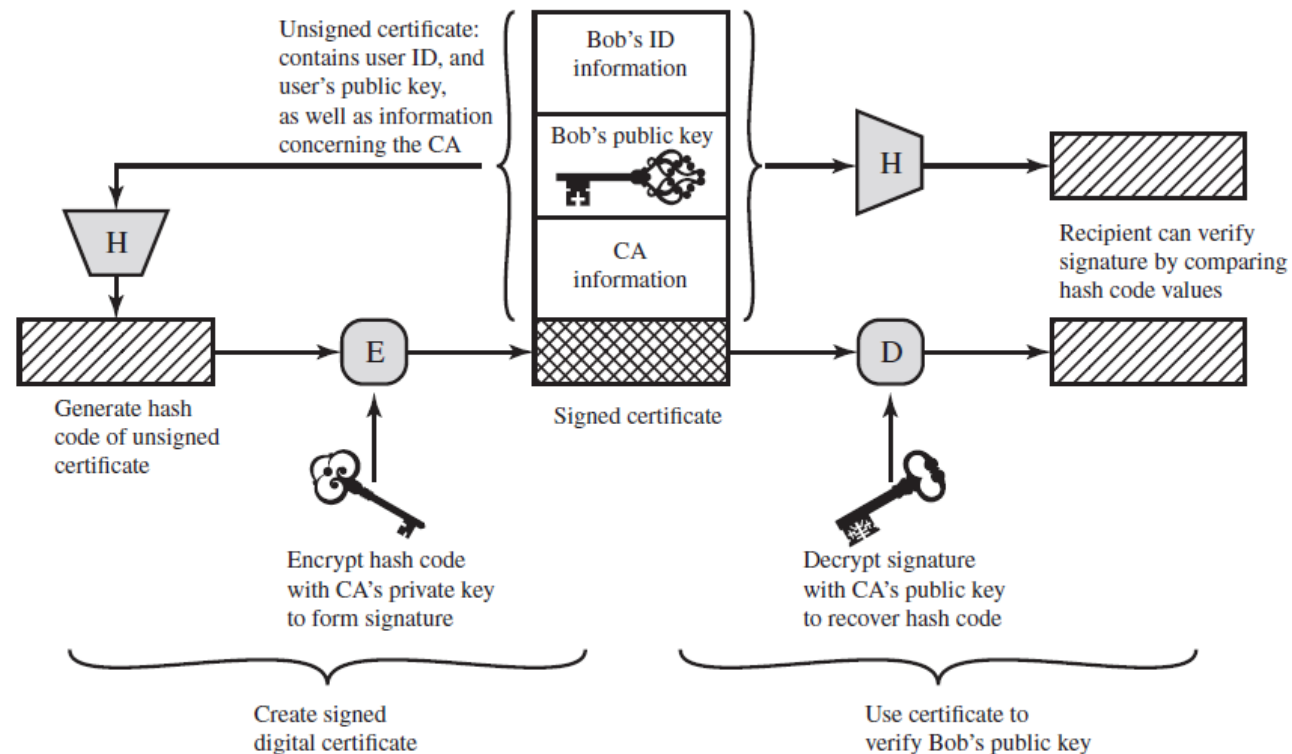 Unsigned certificate:
contains user ID, and
user's public key,
as well as information
concerning the CA
Bob's ID
information
Bob's public key
CA
information
H
H
Recipient can verify
signature by comparing
hash code values
E
D
Generate hash
code of unsigned
certificate
Signed certificate
Encrypt hash code
with CA's private key
to form signature
Decrypt signature
with CA's public key
to recover hash code
Create signed
digital certificate
Use certificate to
verify Bob's public key